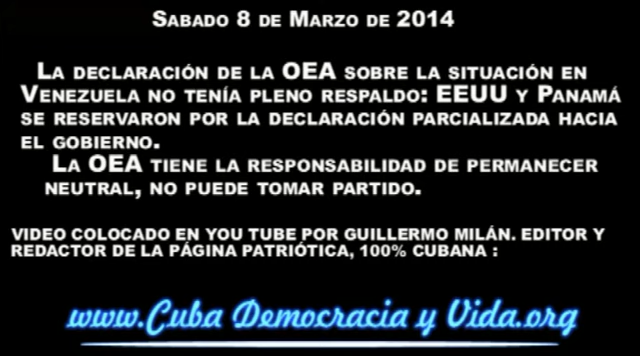 SABADO 8 DE MARZO DE 2014
LA DECLARACIÓN DE LA OEA SOBRE LA SITUACIÓN EN
VENEZUELA NO TENÍA PLENO RESPALDO: EEUU Y PANAMÁ
SE RESERVARON POR LA DECLARACIÓN PARCIALIZADA HACIA
EL GOBIERNO.
LA OEA TIENE LA RESPONSABILIDAD DE PERMANECER
NEUTRAL, NO PUEDE TOMAR PARTIDO.
VIDEO COLOCADO EN YOU TUBE POR GUILLERMO MILÁN. EDITOR Y
REDACTOR DE LA PÁGINA PATRIÓTICA, 100% CUBANA :
www.Cuba Democracia y Vida.org